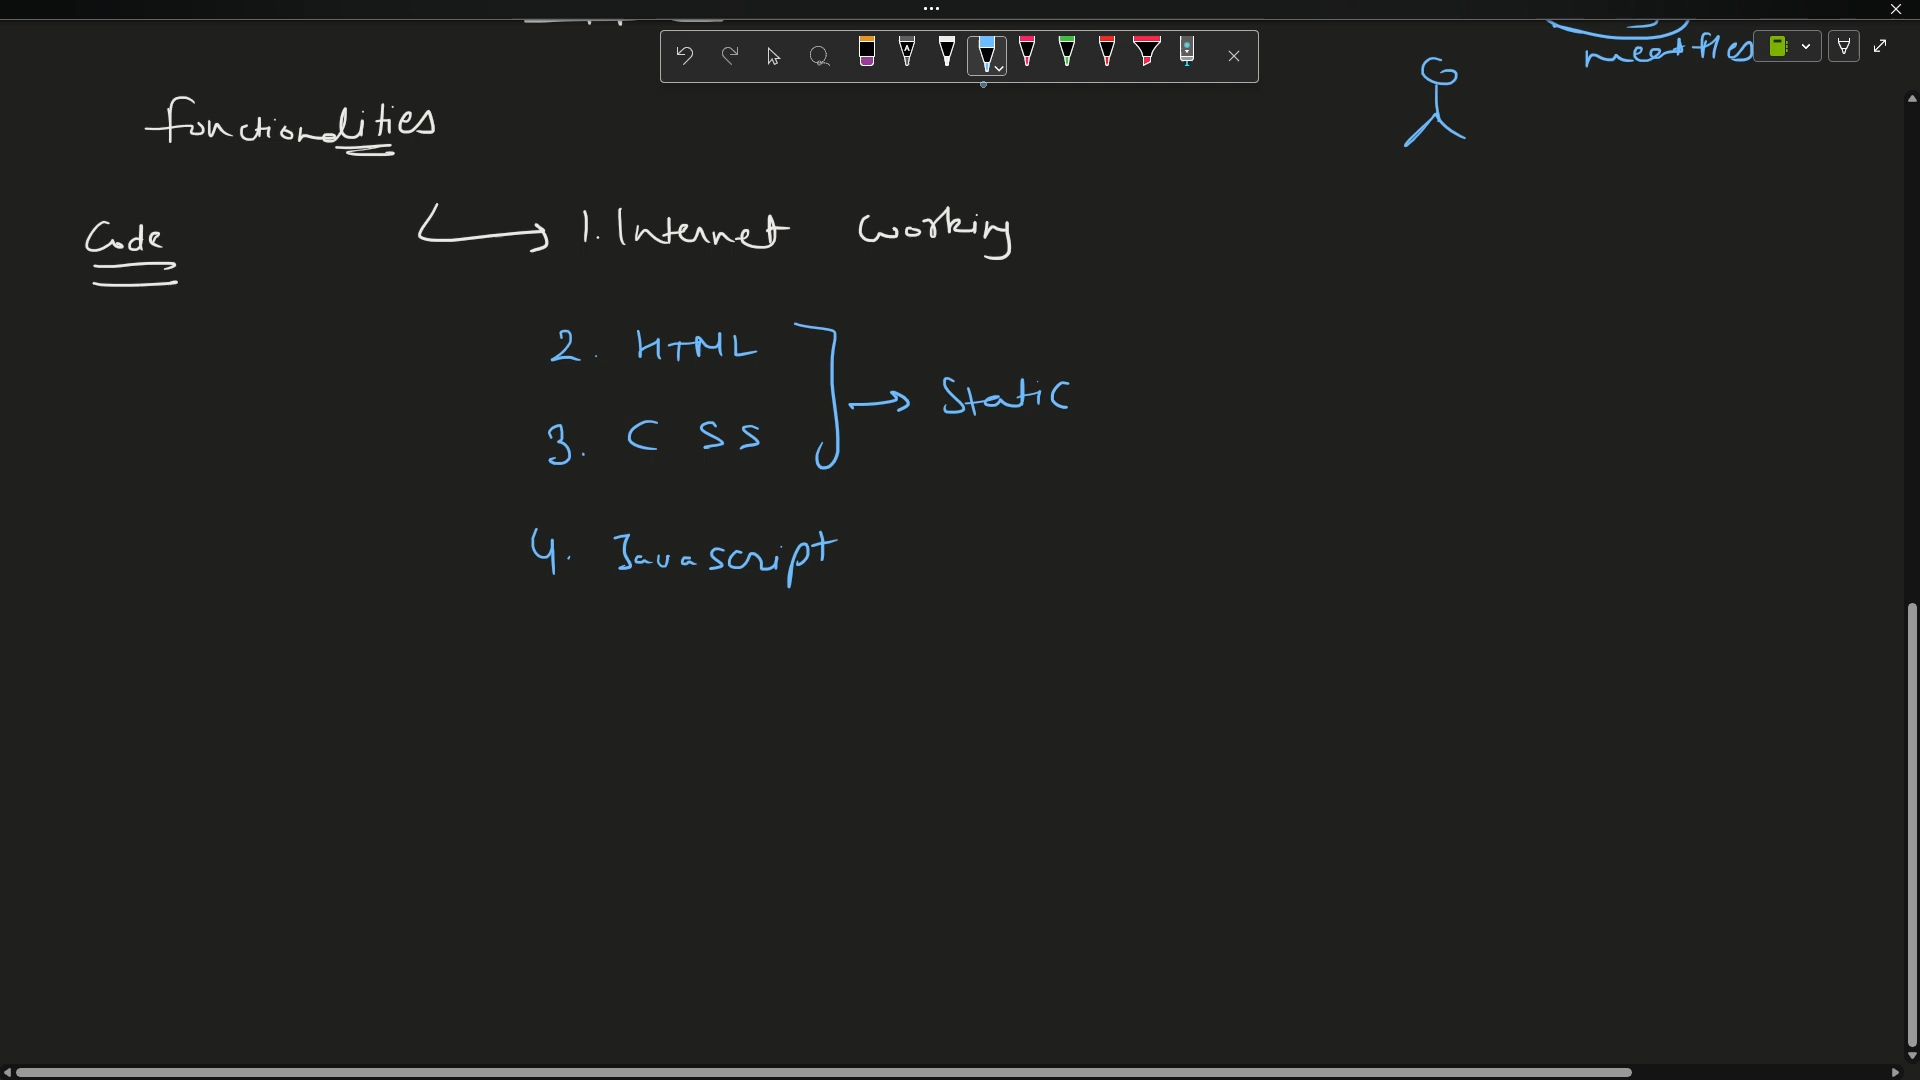 functionalities
Code
1. Internet working
2. HTML
3. CSS
Static
4. Javascript